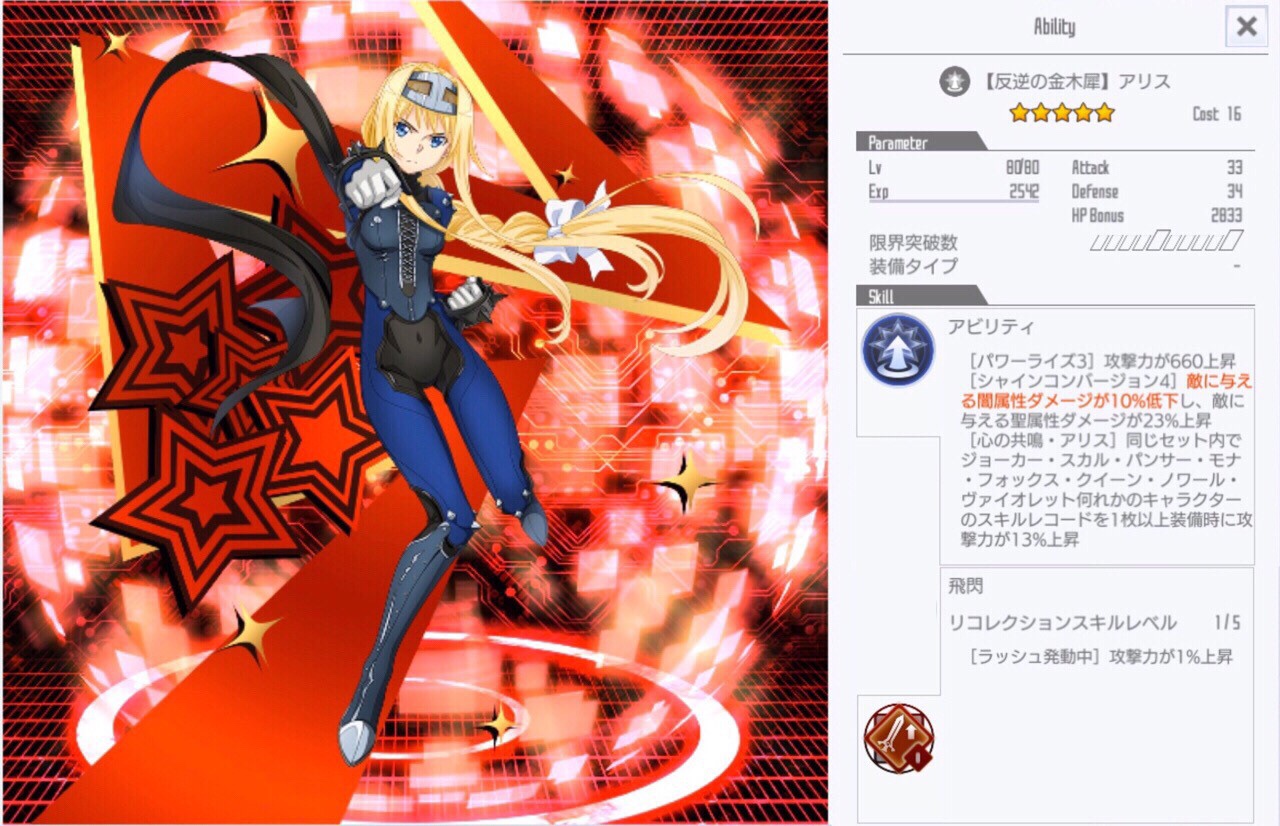 Ability
【反逆の金木犀】アリス
Cost 16
Parameter
Lv 80/80 Attack 33
Exp 2542 Defense 34
HP Bonus 2833
限界突破数
装備タイプ -
Skill
アビリティ
［パワーライズ3］攻撃力が660上昇
［シャインコンバージョン4］敵に与え
る闇属性ダメージが10%低下し、敵に
与える聖属性ダメージが23%上昇
［心の共鳴・アリス］同じセット内で
ジョーカー・スカル・パンサー・モナ
・フォックス・クイーン・ノワール・
ヴァイオレット何れかのキャラクター
のスキルレコードを1枚以上装備時に攻
撃力が13%上昇
飛閃
リコレクションスキルレベル 1/5
［ラッシュ発動中］攻撃力が1%上昇
I